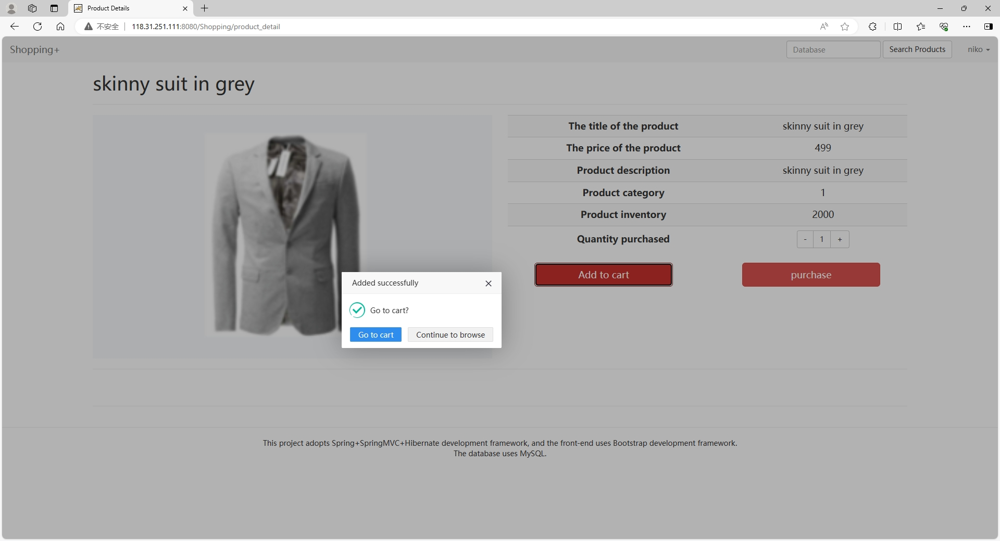 Product Details
不安全
118.31.251.111:8080/Shopping/product_detail
Shopping+
Database
Search Products
niko
skinny suit in grey
The title of the product skinny suit in grey
The price of the product 499
Product description skinny suit in grey
Product category 1
Product inventory 2000
Quantity purchased - 1 +
Add to cart
purchase
Added successfully
Go to cart?
Go to cart
Continue to browse
This project adopts Spring+SpringMVC+Hibernate development framework, and the front-end uses Bootstrap development framework.
The database uses MySQL.